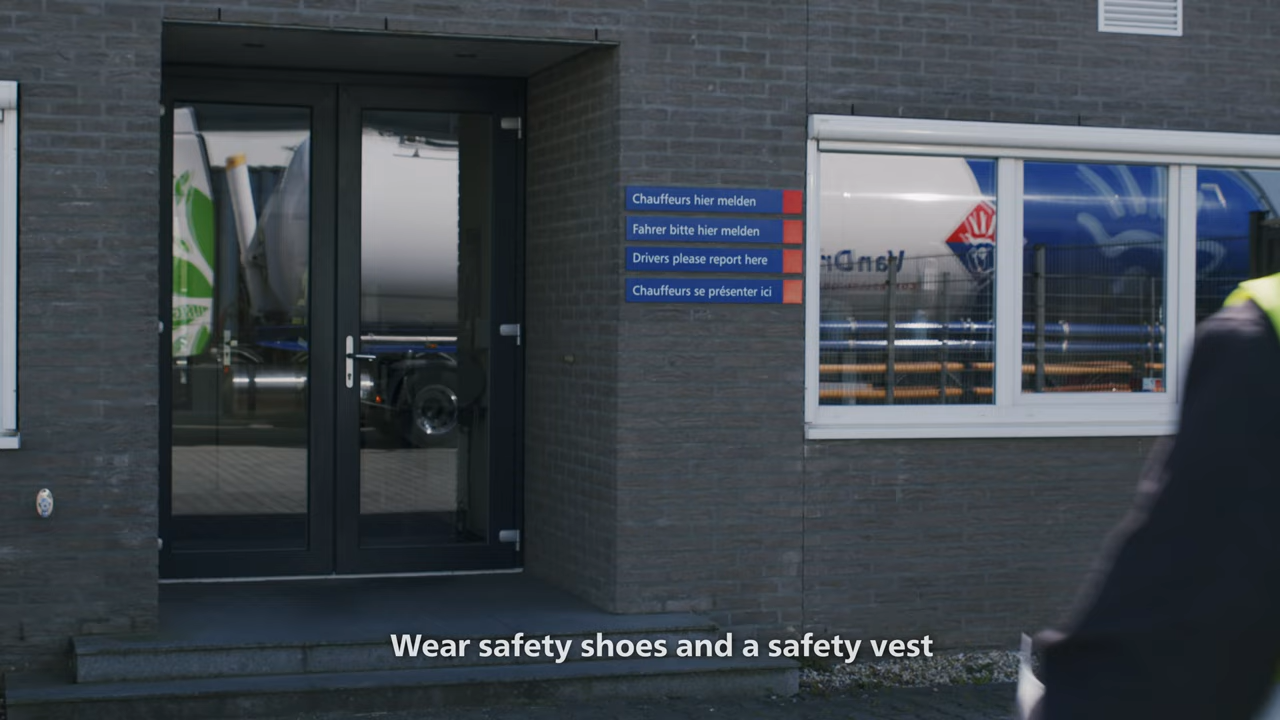 Chauffeurs hier melden
Fahrer bitte hier melden
Drivers please report here
Chauffeurs se présenter ici
Wear safety shoes and a safety vest